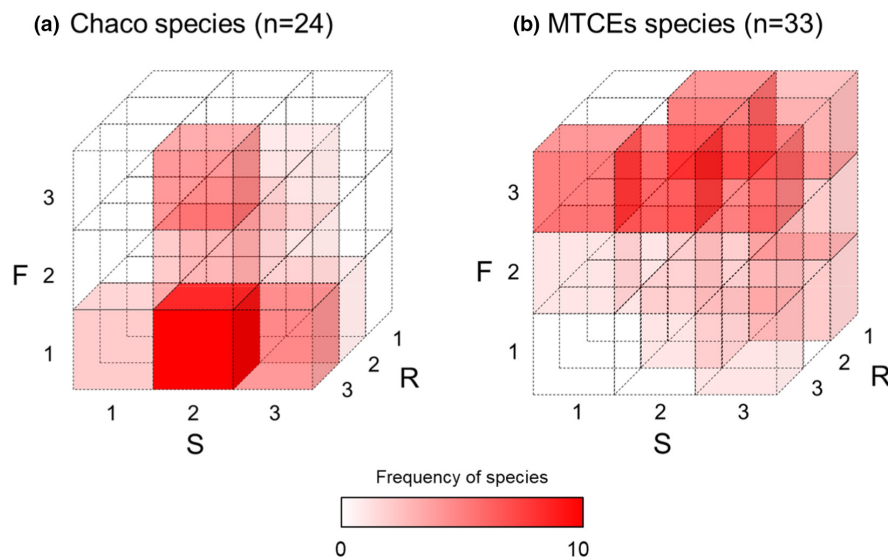 (a) Chaco species (n=24)
(b) MTCEs species (n=33)
3
F 2
1
1 2 3
S
3 2 1
R
3
F 2
1
1 2 3
S
3 2 1
R
Frequency of species
0 10